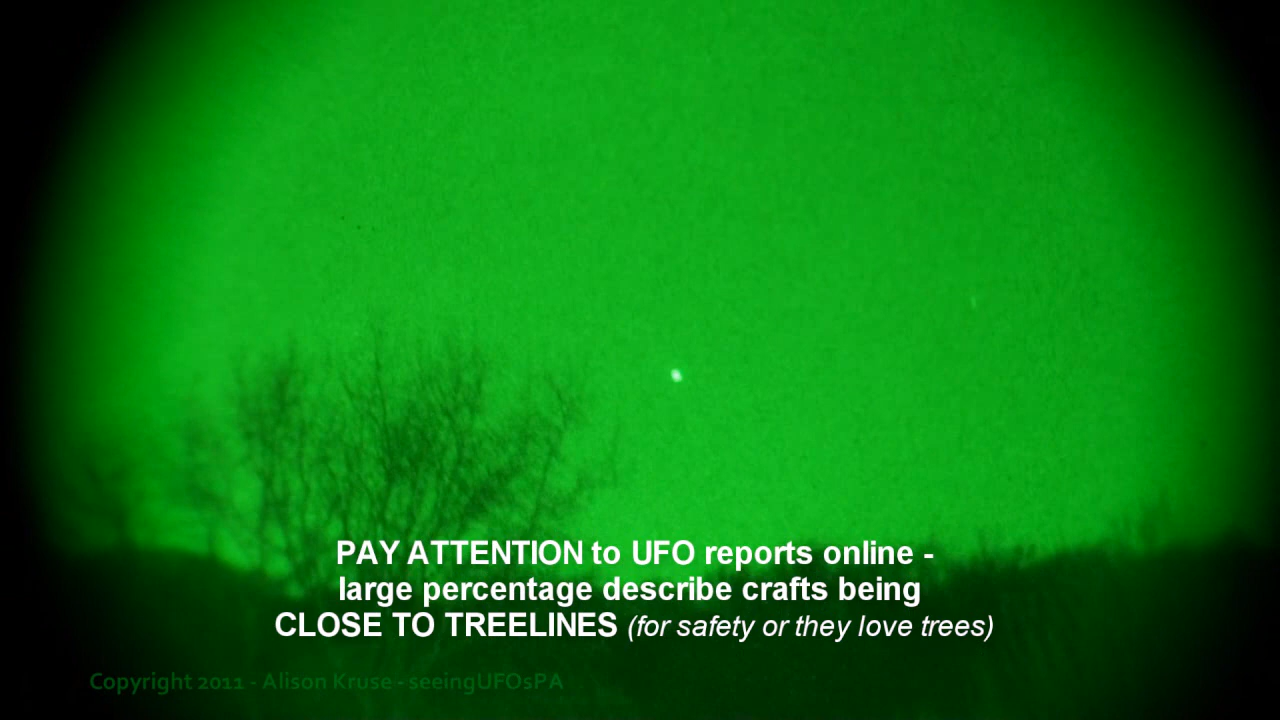 PAY ATTENTION to UFO reports online -
large percentage describe crafts being
CLOSE TO TREELINES (for safety or they love trees)
Copyright 2011 - Alison Kruse - seeingUFOsPA